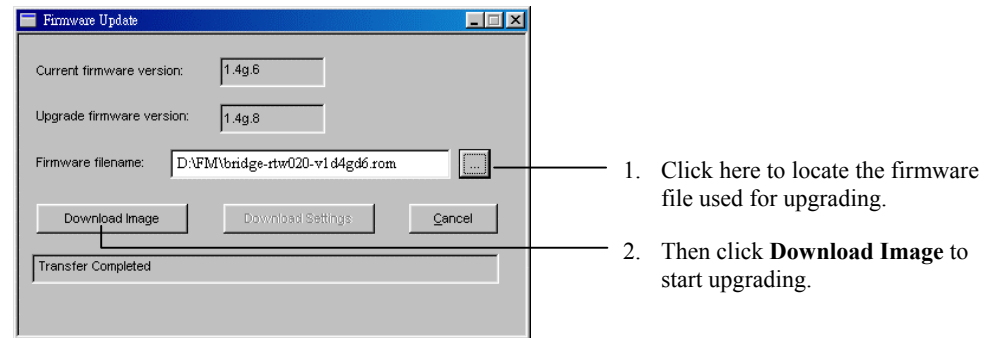 Firmware Update
Current firmware version: 1.4g.6
Upgrade firmware version: 1.4g.8
Firmware filename: D:\FM\bridge-rtw020-v1d4gd6.rom ...
Download Image Download Settings Cancel
Transfer Completed
1. Click here to locate the firmware
file used for upgrading.
2. Then click Download Image to
start upgrading.